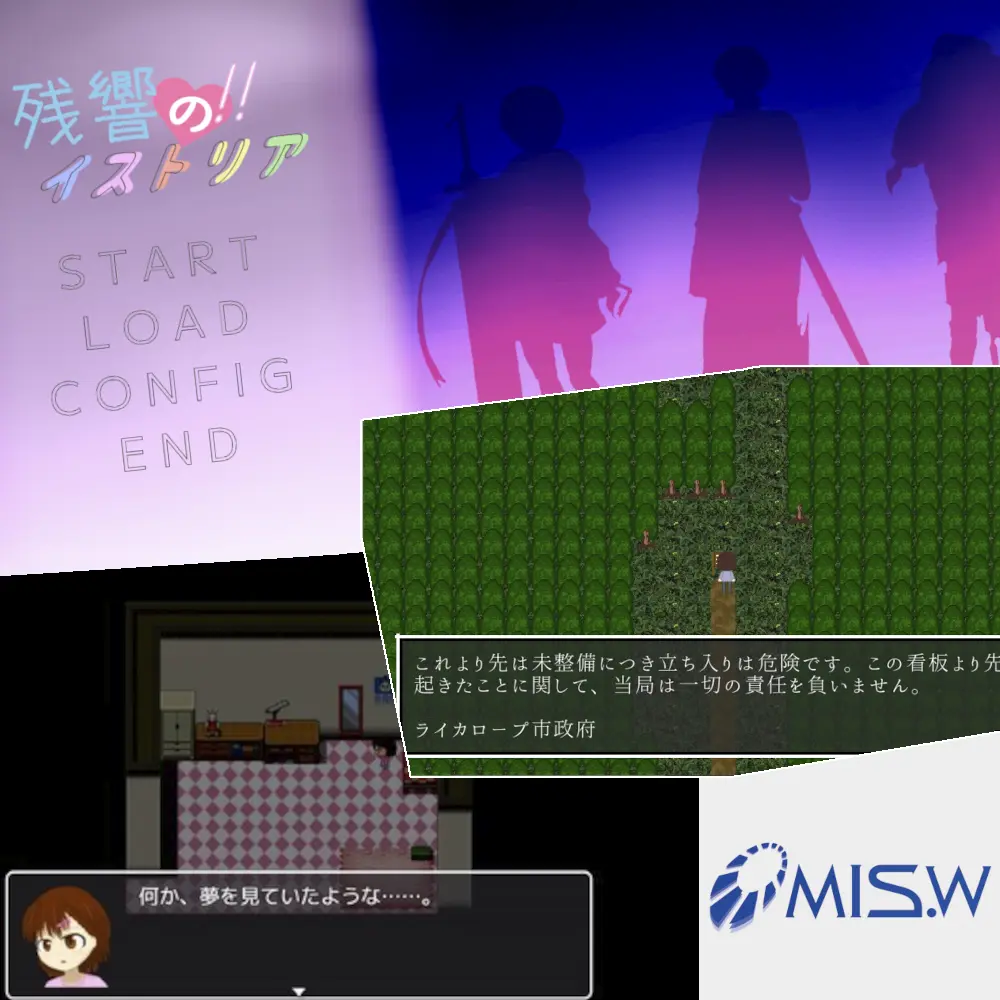 残響の!!
イストリア
START
LOAD
CONFIG
END
これより先は未整備につき立ち入りは危険です。この看板より先
起きたことに関して、当局は一切の責任を負いません。
ライカロープ市政府
何か、夢を見ていたような……。
MIS.W